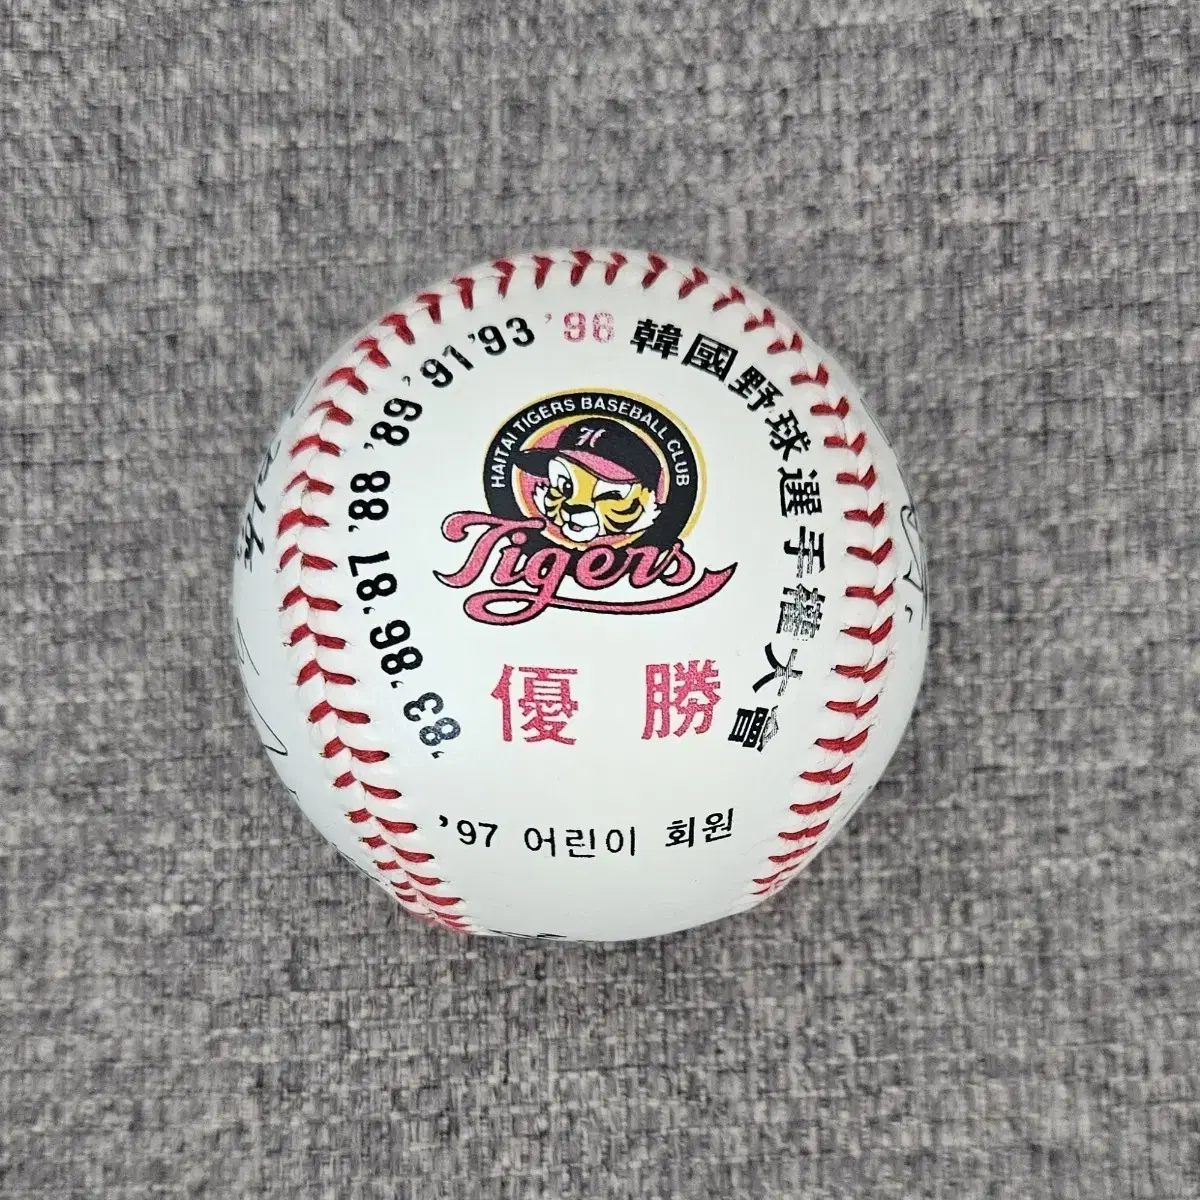 '83 '86 '87 '88 '89 '91 '93 '96 韓國野球選手權大會
HAITAI TIGERS BASEBALL CLUB
H
Tigers
優勝
'97 어린이 회원